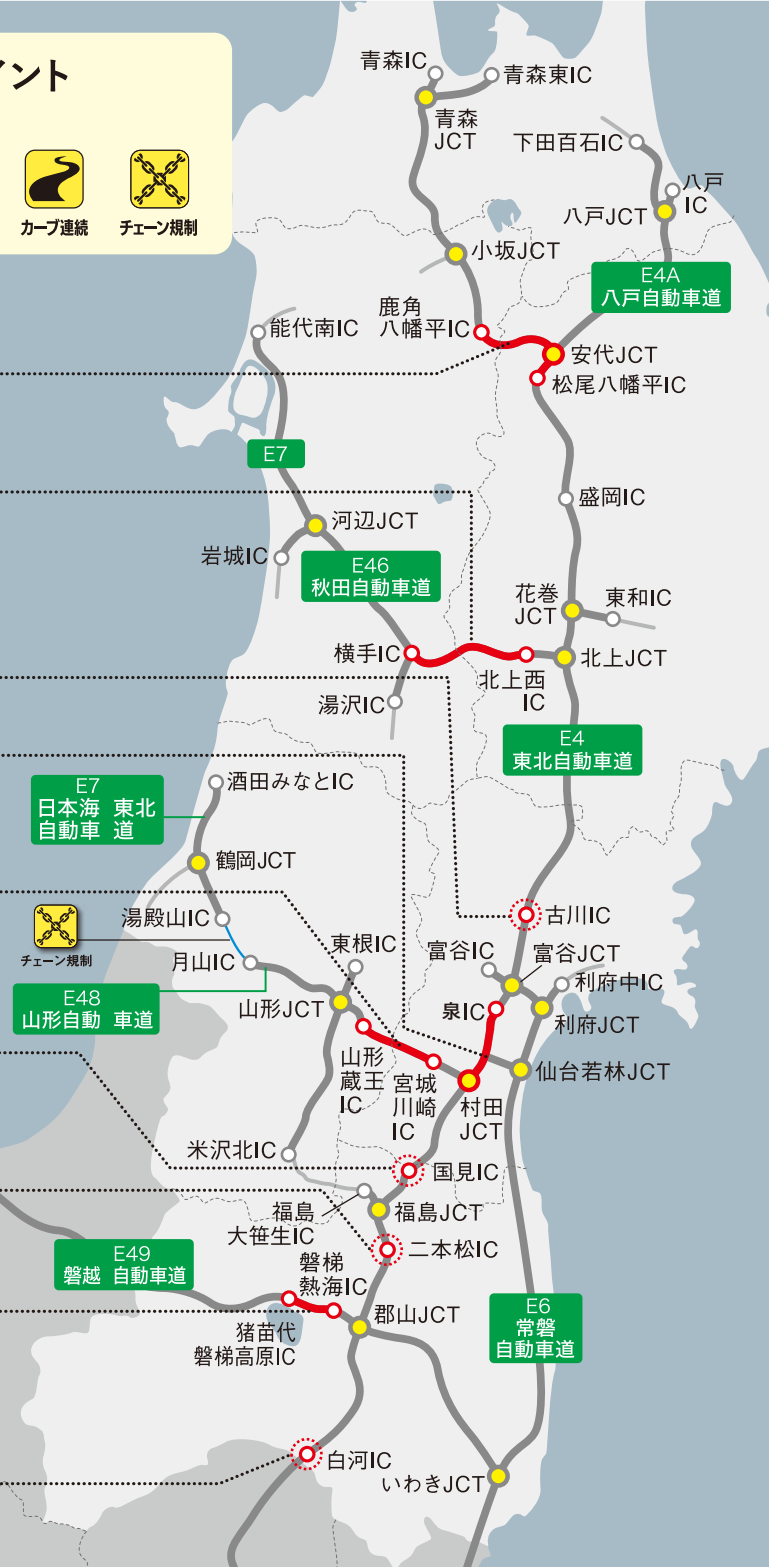 イント
カーブ連続
チェーン規制
青森IC
青森東IC
青森
JCT
下田百石IC
八戸
IC
八戸JCT
小坂JCT
E4A
八戸自動車道
鹿角
八幡平IC
能代南IC
安代JCT
松尾八幡平IC
E7
盛岡IC
河辺JCT
岩城IC
E46
秋田自動車道
花巻
JCT
東和IC
横手IC
北上JCT
北上西
IC
湯沢IC
E4
東北自動車道
E7
日本海 東北
自動車 道
酒田みなとIC
鶴岡JCT
湯殿山IC
古川IC
チェーン規制
月山IC
東根IC
富谷IC
富谷JCT
利府中IC
E48
山形自動 車道
山形JCT
泉IC
利府JCT
山形
蔵王
IC
宮城
川崎
IC
村田
JCT
仙台若林JCT
米沢北IC
国見IC
福島
大笹生IC
福島JCT
二本松IC
E49
磐越 自動車道
磐梯
熱海IC
猪苗代
磐梯高原IC
郡山JCT
E6
常磐
自動車道
白河IC
いわきJCT